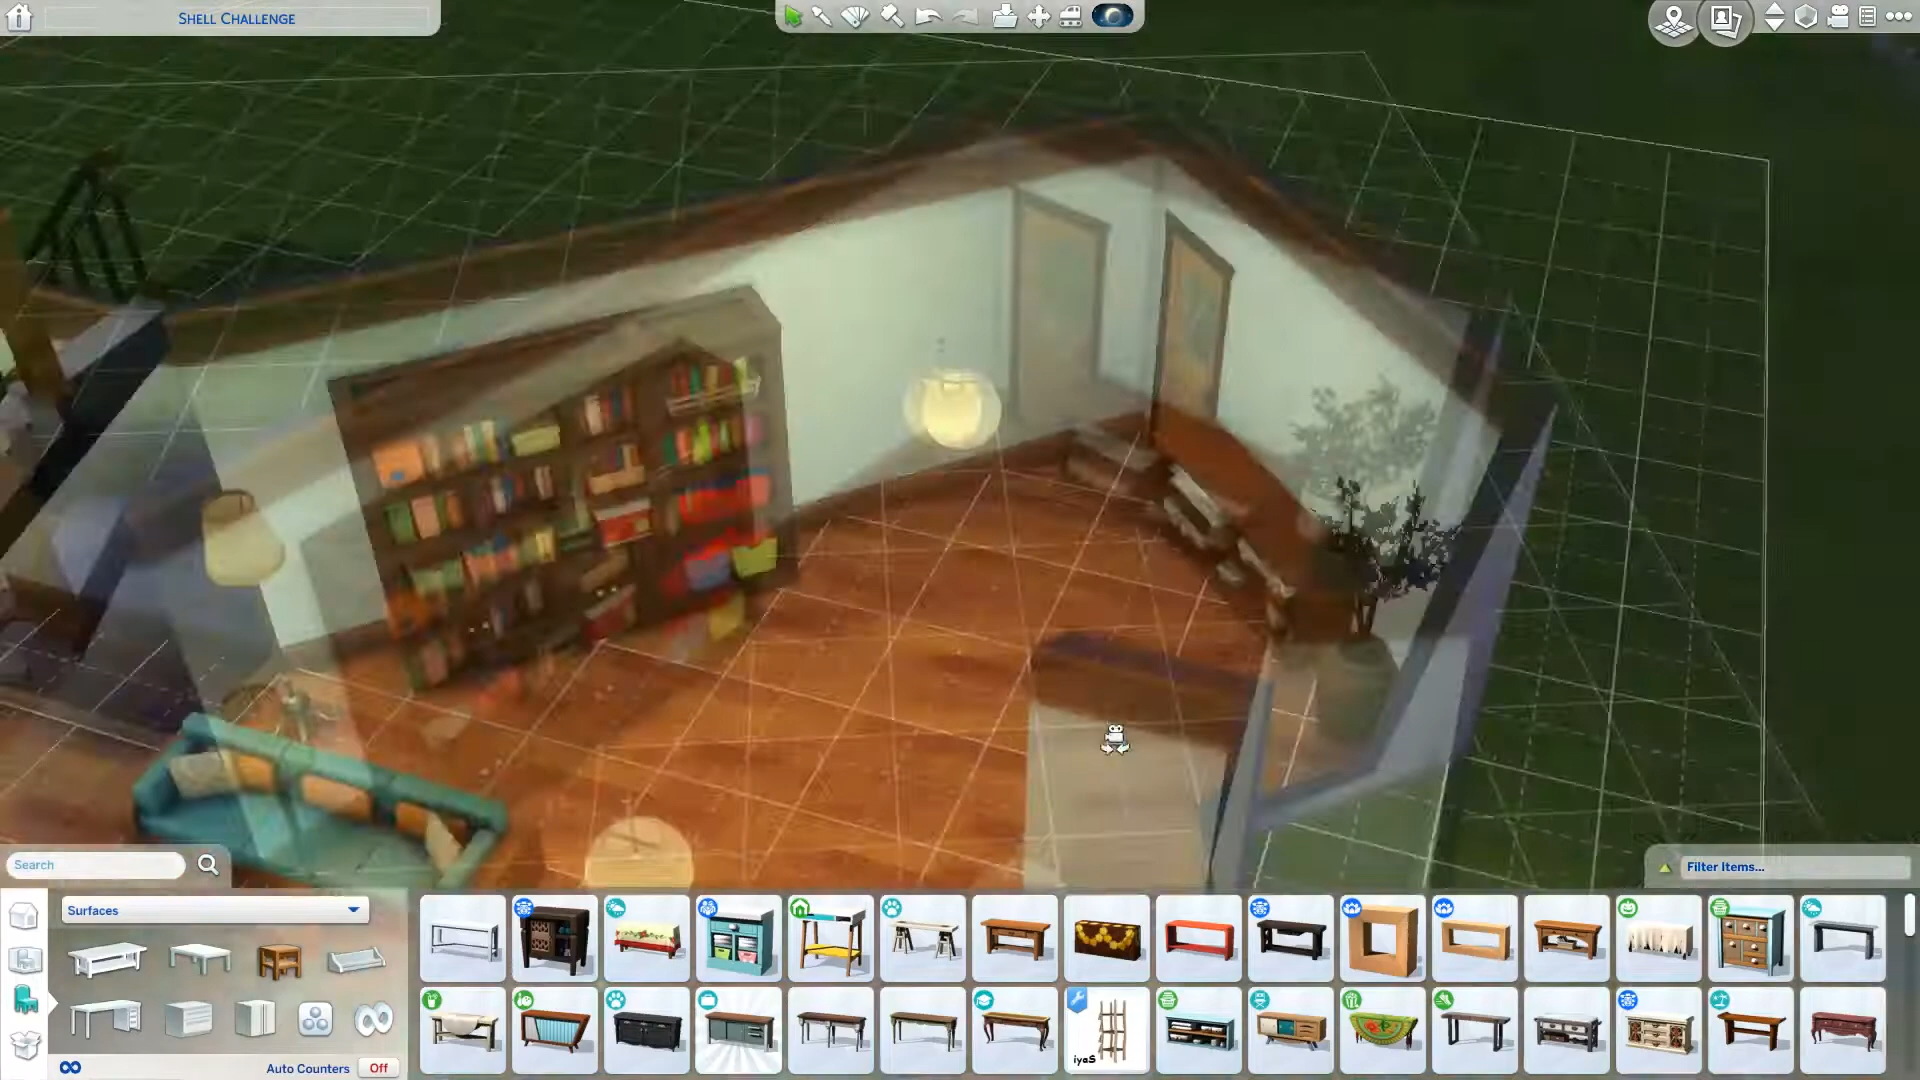 SHELL CHALLENGE
Search
Filter Items...
Surfaces
iyaS
Auto Counters Off